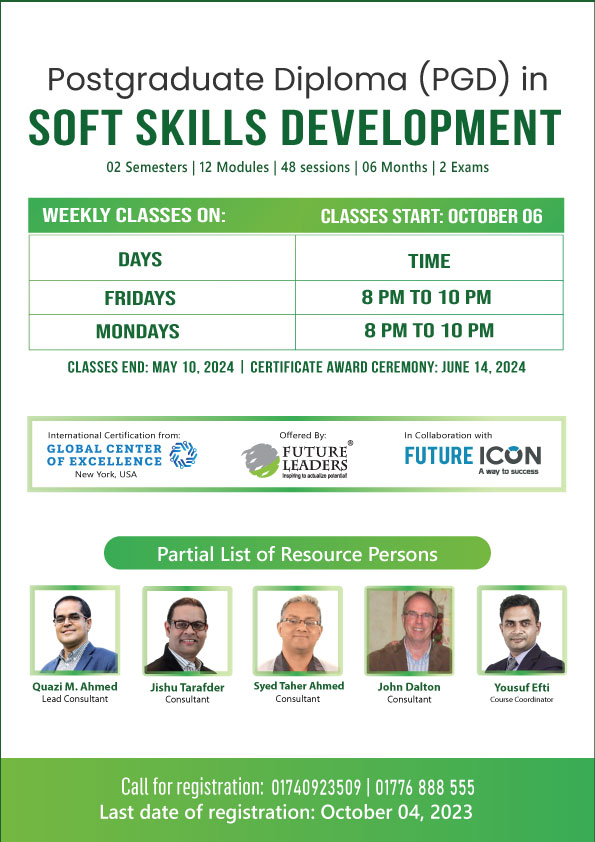 Postgraduate Diploma (PGD) in
SOFT SKILLS DEVELOPMENT
02 Semesters | 12 Modules | 48 sessions | 06 Months | 2 Exams
WEEKLY CLASSES ON: CLASSES START: OCTOBER 06
DAYS TIME
FRIDAYS 8 PM TO 10 PM
MONDAYS 8 PM TO 10 PM
CLASSES END: MAY 10, 2024 | CERTIFICATE AWARD CEREMONY: JUNE 14, 2024
International Certification from:
GLOBAL CENTER
OF EXCELLENCE
New York, USA
Offered By:
FUTURE ®
LEADERS
Inspiring to actualize potential!
In Collaboration with
FUTURE ICON
A way to success
Partial List of Resource Persons
Quazi M. Ahmed
Lead Consultant
Jishu Tarafder
Consultant
Syed Taher Ahmed
Consultant
John Dalton
Consultant
Yousuf Efti
Course Coordinator
Call for registration: 01740923509 | 01776 888 555
Last date of registration: October 04, 2023